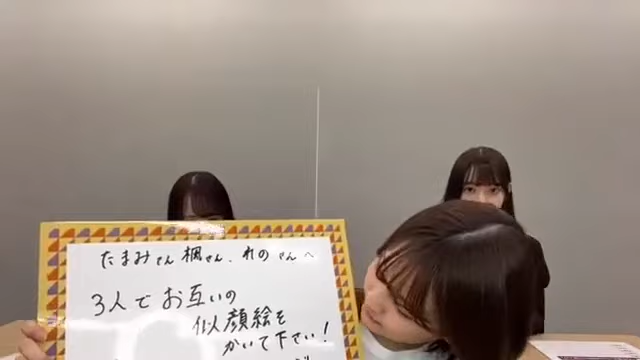 たまみさん 楓さん、れのさんへ
3人でお互いの
似顔絵を
かいて下さい!